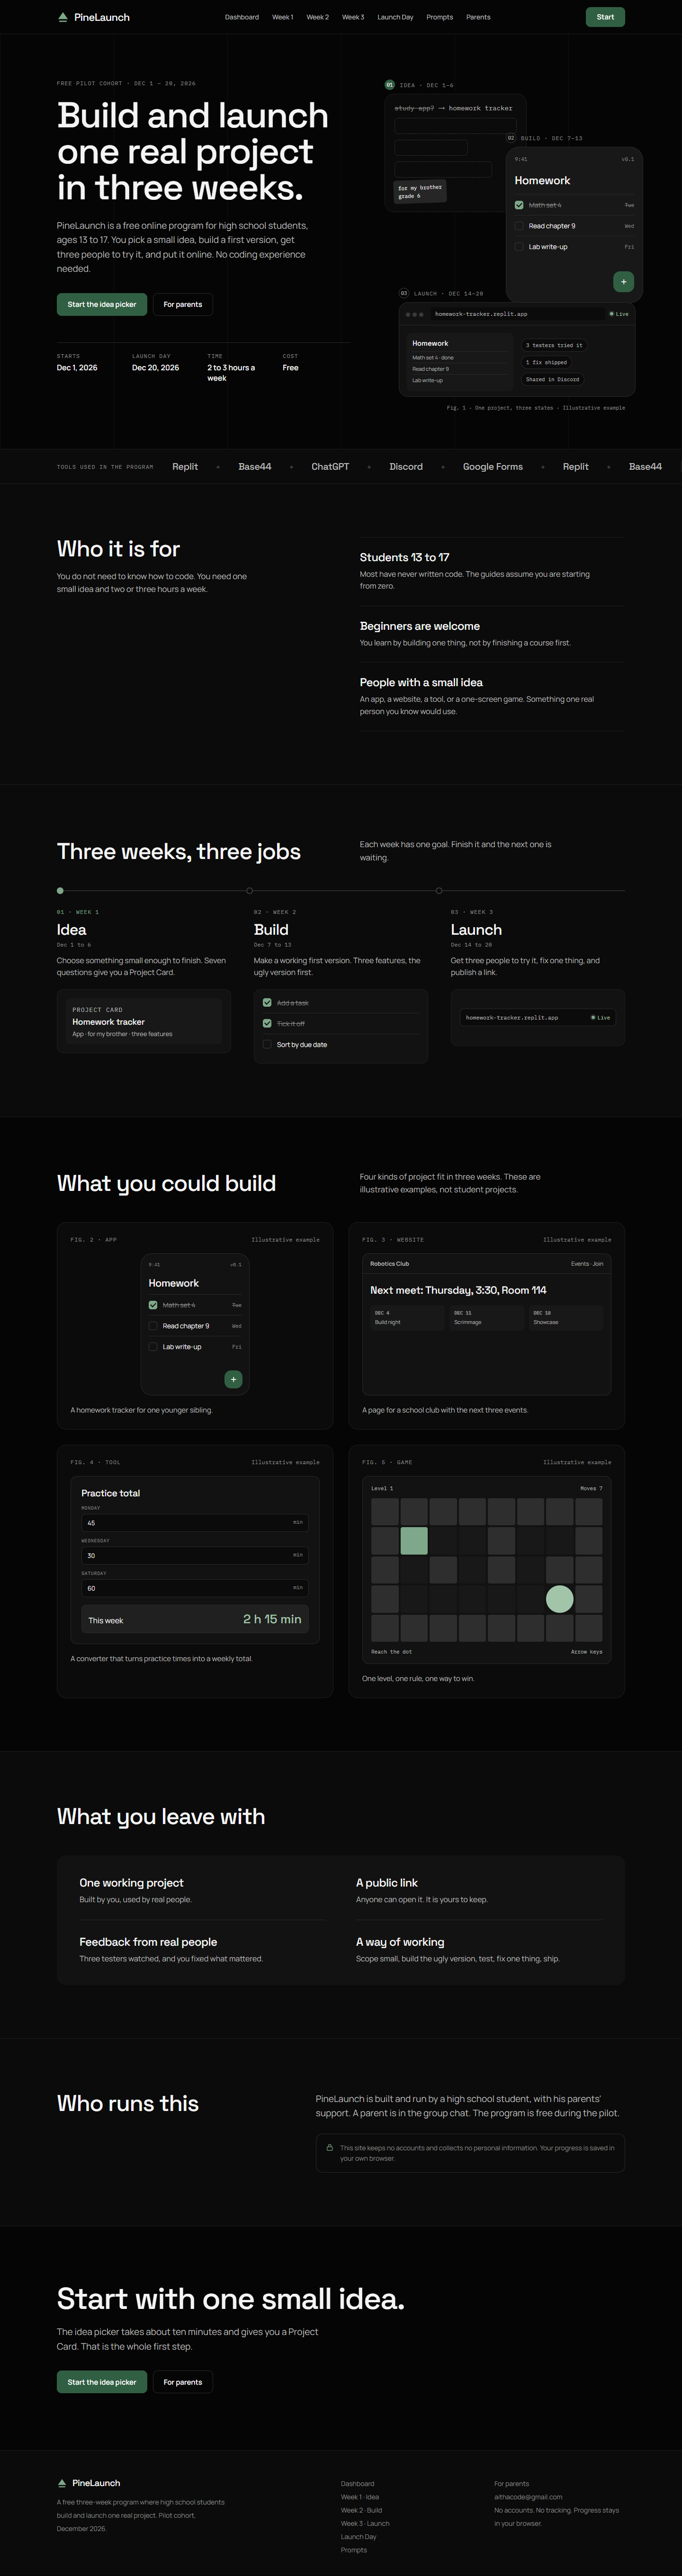 PineLaunch
Dashboard
Week 1
Week 2
Week 3
Launch Day
Prompts
Parents
Start
FREE PILOT COHORT · DEC 1 – 20, 2026
Build and launch
one real project
in three weeks.
PineLaunch is a free online program for high school students,
ages 13 to 17. You pick a small idea, build a first version, get
three people to try it, and put it online. No coding experience
needed.
Start the idea picker
For parents
STARTS
Dec 1, 2026
LAUNCH DAY
Dec 20, 2026
TIME
2 to 3 hours a
week
COST
Free
01 IDEA · DEC 1–6
study app? → homework tracker
for my brother
grade 6
02 BUILD · DEC 7–13
9:41
v0.1
Homework
Math set 4
Tue
Read chapter 9
Wed
Lab write-up
Fri
+
03 LAUNCH · DEC 14–20
homework-tracker.replit.app
Live
Homework
Math set 4 · done
Read chapter 9
Lab write-up
3 testers tried it
1 fix shipped
Shared in Discord
Fig. 1 · One project, three states · Illustrative example
TOOLS USED IN THE PROGRAM
Replit + Base44 + ChatGPT + Discord + Google Forms + Replit + Base44
Who it is for
You do not need to know how to code. You need one
small idea and two or three hours a week.
Students 13 to 17
Most have never written code. The guides assume you are starting
from zero.
Beginners are welcome
You learn by building one thing, not by finishing a course first.
People with a small idea
An app, a website, a tool, or a one-screen game. Something one real
person you know would use.
Three weeks, three jobs
Each week has one goal. Finish it and the next one is
waiting.
01 · WEEK 1
Idea
Dec 1 to 6
Choose something small enough to finish. Seven
questions give you a Project Card.
PROJECT CARD
Homework tracker
App · for my brother · three features
02 · WEEK 2
Build
Dec 7 to 13
Make a working first version. Three features, the
ugly version first.
Add a task
Tick it off
Sort by due date
03 · WEEK 3
Launch
Dec 14 to 20
Get three people to try it, fix one thing, and
publish a link.
homework-tracker.replit.app
Live
What you could build
Four kinds of project fit in three weeks. These are
illustrative examples, not student projects.
FIG. 2 · APP
Illustrative example
9:41
v0.1
Homework
Math set 4
Tue
Read chapter 9
Wed
Lab write-up
Fri
+
A homework tracker for one younger sibling.
FIG. 3 · WEBSITE
Illustrative example
Robotics Club
Events · Join
Next meet: Thursday, 3:30, Room 114
DEC 4
Build night
DEC 11
Scrimmage
DEC 18
Showcase
A page for a school club with the next three events.
FIG. 4 · TOOL
Illustrative example
Practice total
MONDAY
45
min
WEDNESDAY
30
min
SATURDAY
60
min
This week
2 h 15 min
A converter that turns practice times into a weekly total.
FIG. 5 · GAME
Illustrative example
Level 1
Moves 7
Reach the dot
Arrow keys
One level, one rule, one way to win.
What you leave with
One working project
Built by you, used by real people.
A public link
Anyone can open it. It is yours to keep.
Feedback from real people
Three testers watched, and you fixed what mattered.
A way of working
Scope small, build the ugly version, test, fix one thing, ship.
Who runs this
PineLaunch is built and run by a high school student, with his parents'
support. A parent is in the group chat. The program is free during the pilot.
This site keeps no accounts and collects no personal information. Your progress is saved in
your own browser.
Start with one small idea.
The idea picker takes about ten minutes and gives you a Project
Card. That is the whole first step.
Start the idea picker
For parents
PineLaunch
A free three-week program where high school students
build and launch one real project. Pilot cohort,
December 2026.
Dashboard
Week 1 · Idea
Week 2 · Build
Week 3 · Launch
Launch Day
Prompts
For parents
aithacode@gmail.com
No accounts. No tracking. Progress stays
in your browser.